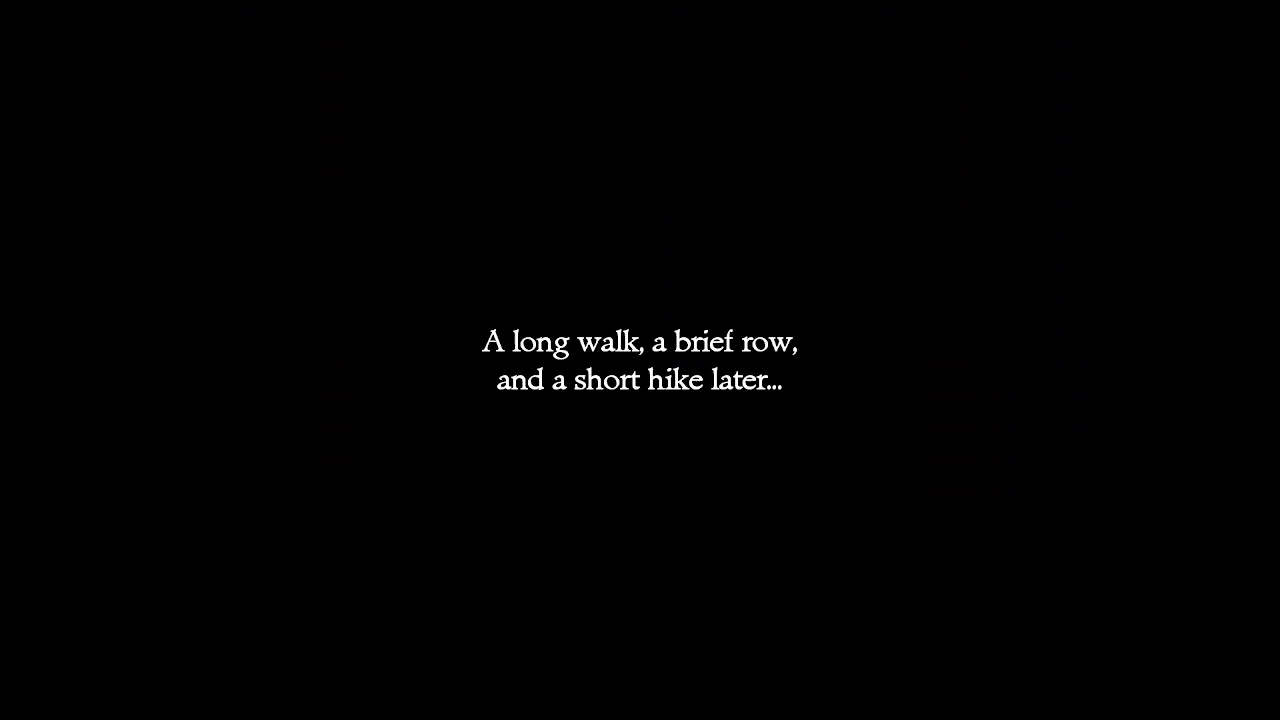 A long walk, a brief row,
and a short hike later...